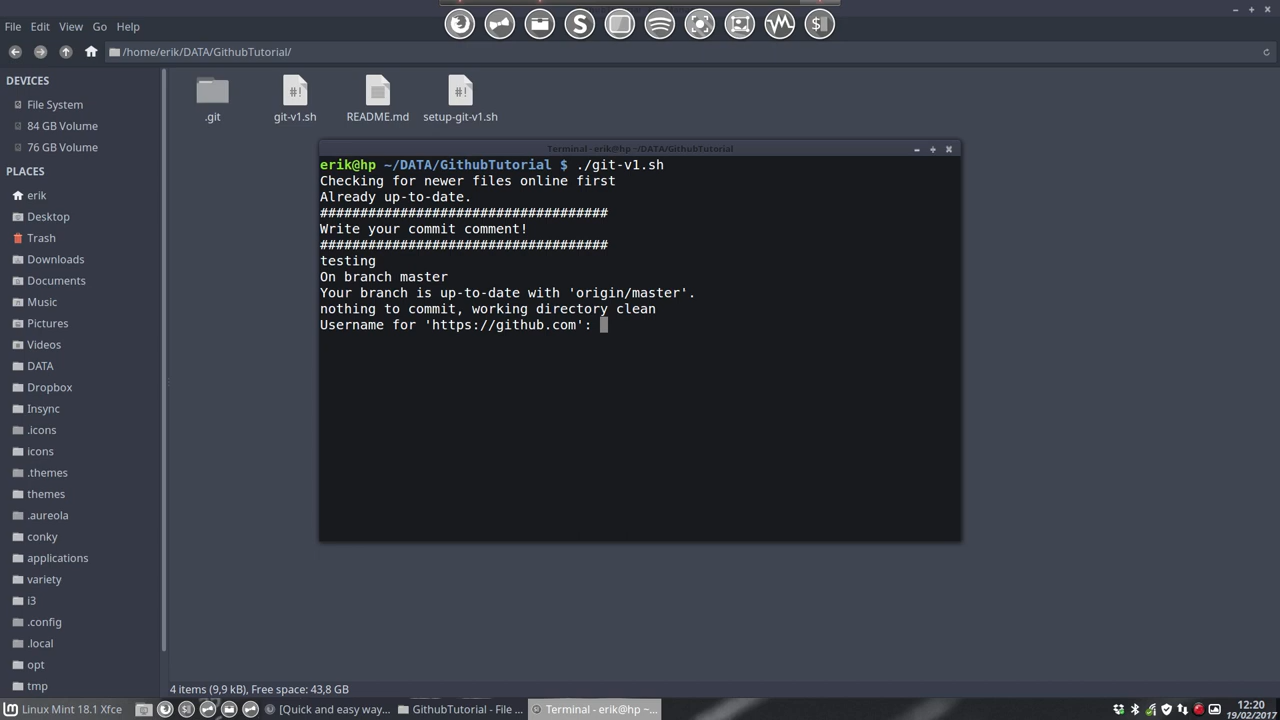 File Edit View Go Help
/home/erik/DATA/GithubTutorial/
DEVICES
File System
84 GB Volume
76 GB Volume
PLACES
erik
Desktop
Trash
Downloads
Documents
Music
Pictures
Videos
DATA
Dropbox
Insync
.icons
icons
.themes
themes
.aureola
conky
applications
variety
i3
.config
.local
opt
tmp
.git
git-v1.sh
README.md
setup-git-v1.sh
Terminal - erik@hp ~/DATA/GithubTutorial
erik@hp ~/DATA/GithubTutorial $ ./git-v1.sh
Checking for newer files online first
Already up-to-date.
####################################
Write your commit comment!
####################################
testing
On branch master
Your branch is up-to-date with 'origin/master'.
nothing to commit, working directory clean
Username for 'https://github.com':
4 items (9,9 kB), Free space: 43,8 GB
Linux Mint 18.1 Xfce
[Quick and easy way...
GithubTutorial - File ...
Terminal - erik@hp ~...
12:20
19/02/2017